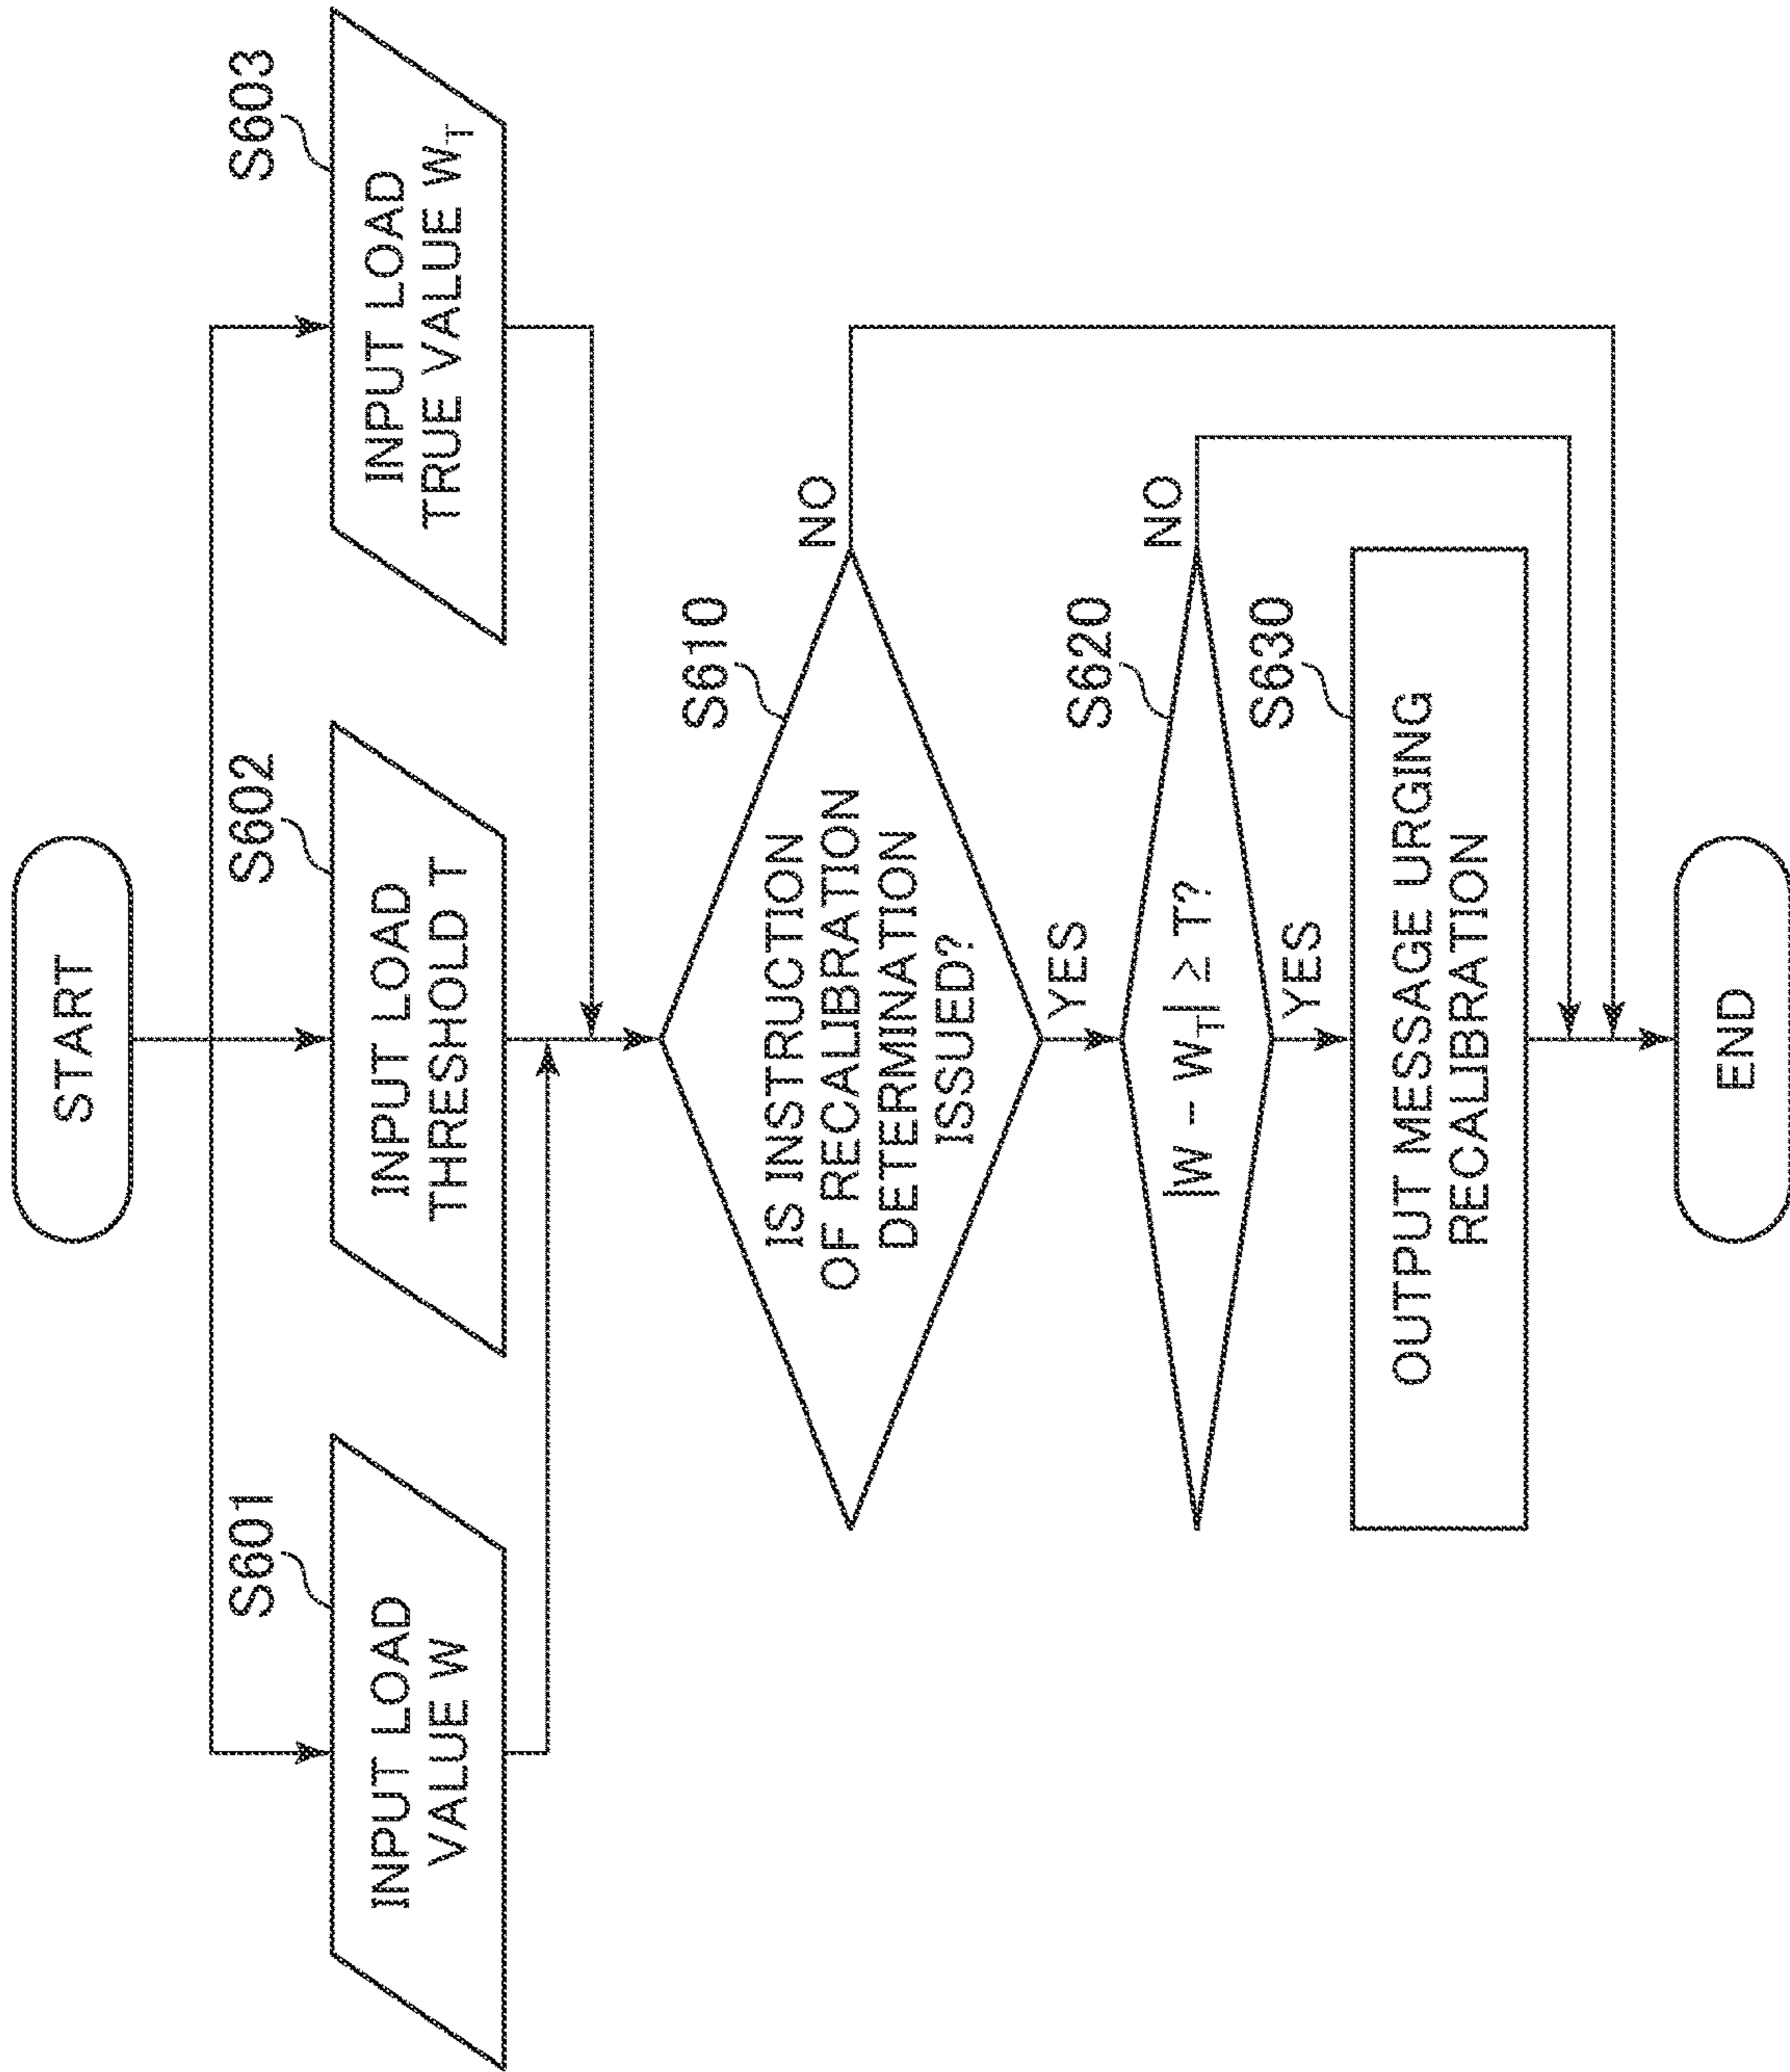 START
S601
INPUT LOAD
VALUE W
S602
INPUT LOAD
THRESHOLD T
S603
INPUT LOAD
TRUE VALUE W_T
S610
IS INSTRUCTION
OF RECALIBRATION
DETERMINATION
ISSUED?
NO
YES
S620
|W - W_T| ≥ T?
NO
YES
S630
OUTPUT MESSAGE URGING
RECALIBRATION
END